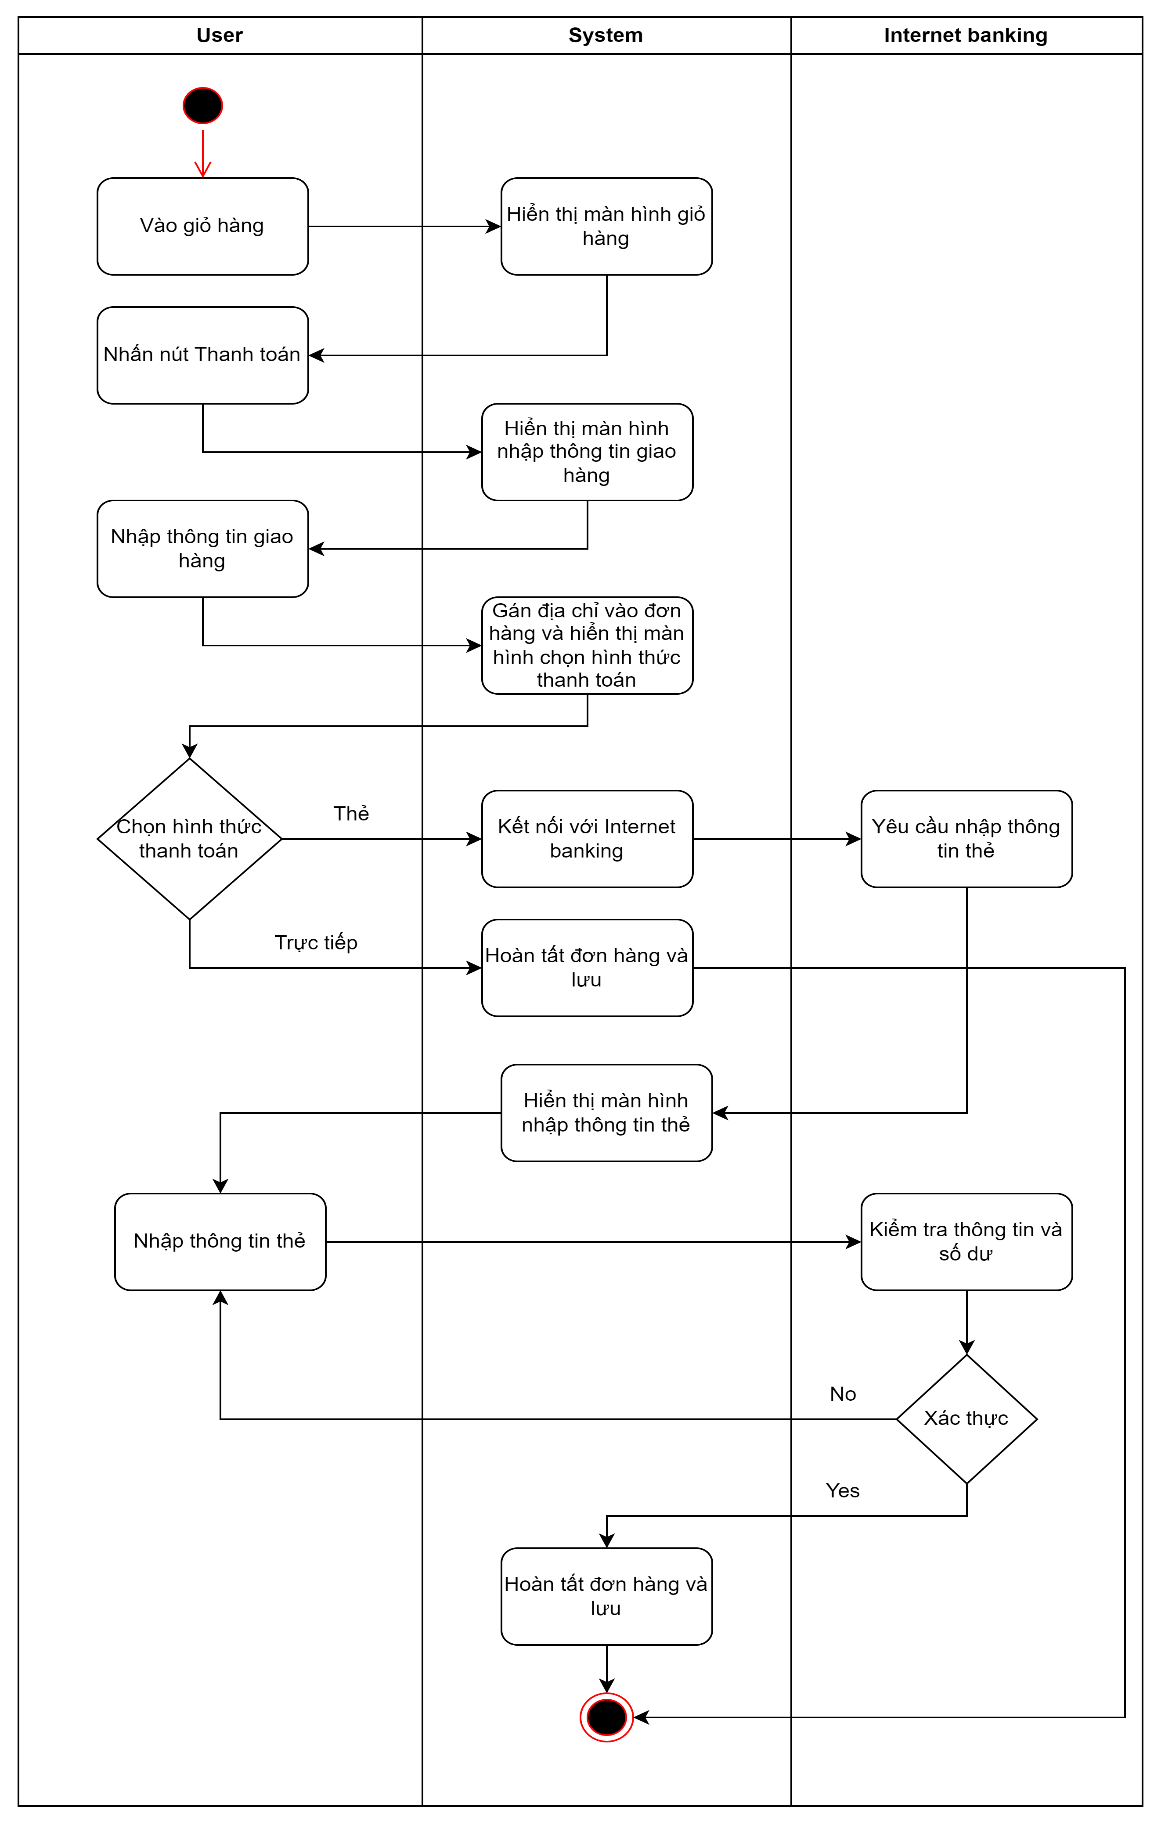 User
System
Internet banking
Vào giỏ hàng
Hiển thị màn hình giỏ
hàng
Nhấn nút Thanh toán
Hiển thị màn hình
nhập thông tin giao
hàng
Nhập thông tin giao
hàng
Gán địa chỉ vào đơn
hàng và hiển thị màn
hình chọn hình thức
thanh toán
Chọn hình thức
thanh toán
Thẻ
Kết nối với Internet
banking
Yêu cầu nhập thông
tin thẻ
Trực tiếp
Hoàn tất đơn hàng và
lưu
Hiển thị màn hình
nhập thông tin thẻ
Nhập thông tin thẻ
Kiểm tra thông tin và
số dư
No
Xác thực
Yes
Hoàn tất đơn hàng và
lưu